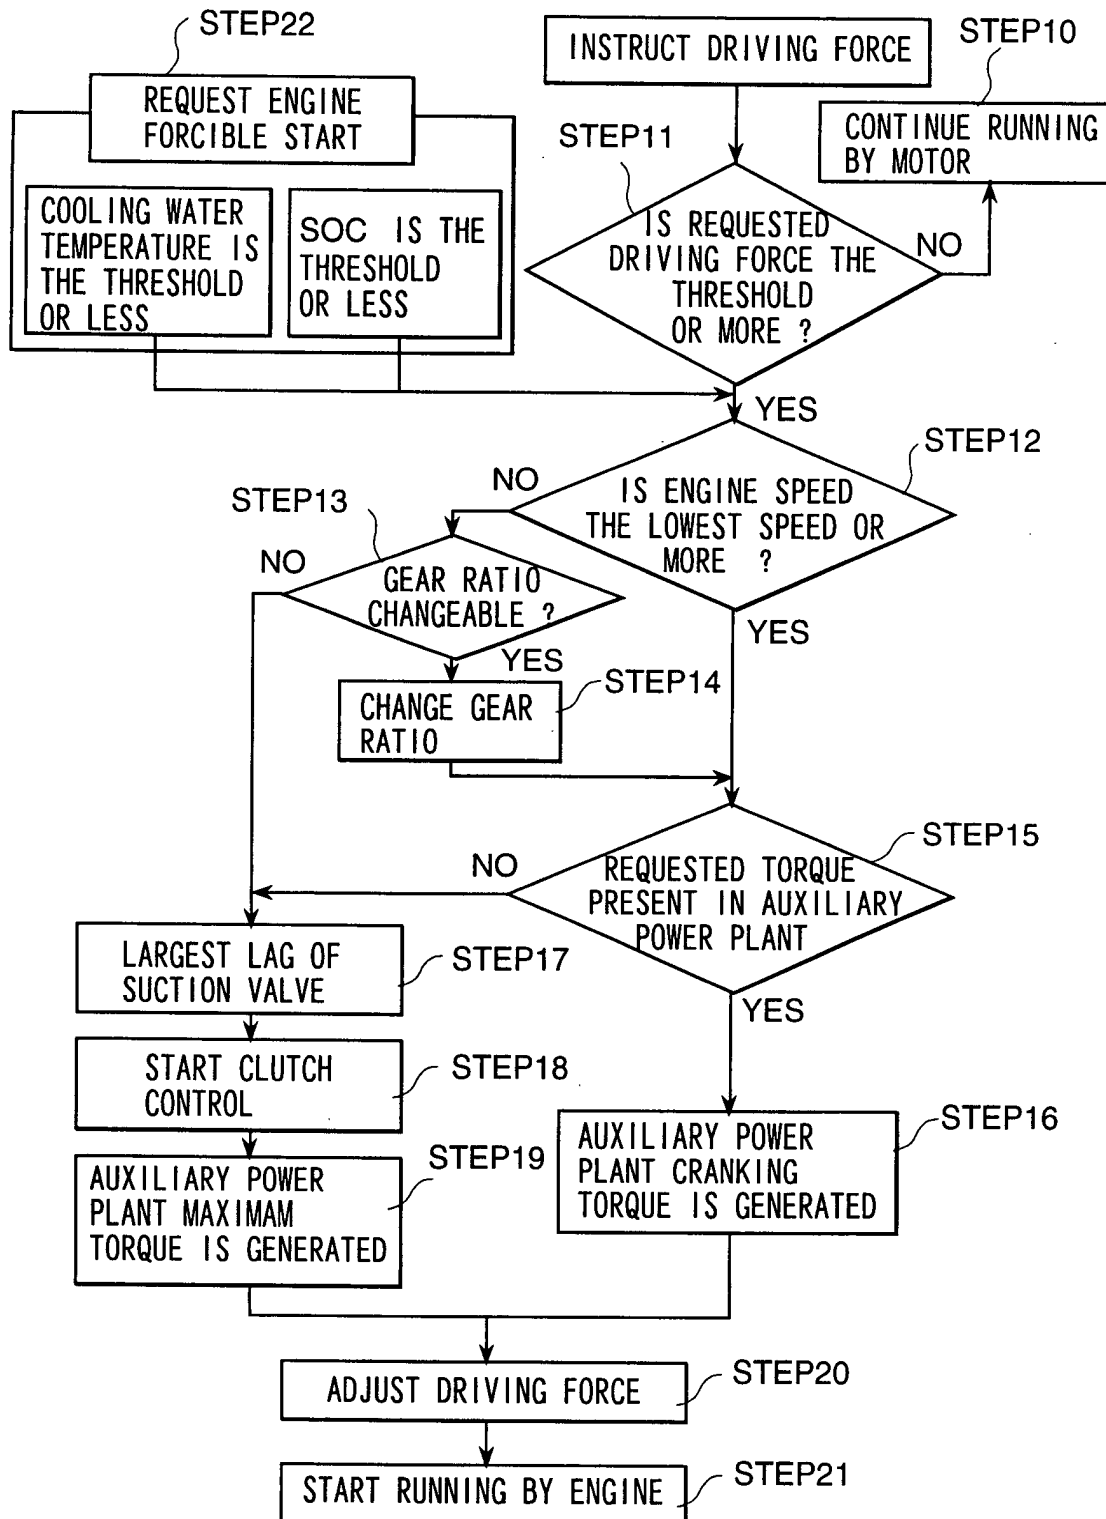 STEP22
REQUEST ENGINE
FORCIBLE START
COOLING WATER
TEMPERATURE IS
THE THRESHOLD
OR LESS
SOC IS THE
THRESHOLD
OR LESS
INSTRUCT DRIVING FORCE
STEP10
CONTINUE RUNNING
BY MOTOR
STEP11
IS REQUESTED
DRIVING FORCE THE
THRESHOLD
OR MORE ?
NO
YES
STEP12
IS ENGINE SPEED
THE LOWEST SPEED OR
MORE ?
NO
YES
STEP13
GEAR RATIO
CHANGEABLE ?
NO
YES
STEP14
CHANGE GEAR
RATIO
STEP15
REQUESTED TORQUE
PRESENT IN AUXILIARY
POWER PLANT
NO
YES
LARGEST LAG OF
SUCTION VALVE
STEP17
START CLUTCH
CONTROL
STEP18
AUXILIARY POWER
PLANT MAXIMAM
TORQUE IS GENERATED
STEP19
STEP16
AUXILIARY POWER
PLANT CRANKING
TORQUE IS GENERATED
ADJUST DRIVING FORCE
STEP20
START RUNNING BY ENGINE
STEP21